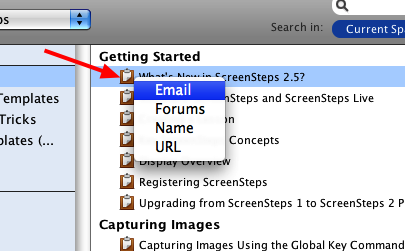 ps
Search in: Current Sp
Getting Started
What's New in ScreenSteps 2.5?
Email
Forums
Name
URL
nSteps and ScreenSteps Live
on
Concepts
Display Overview
Registering ScreenSteps
Upgrading from ScreenSteps 1 to ScreenSteps 2 P
Capturing Images
Capturing Images Using the Global Key Command
Templates
Tricks
plates (...